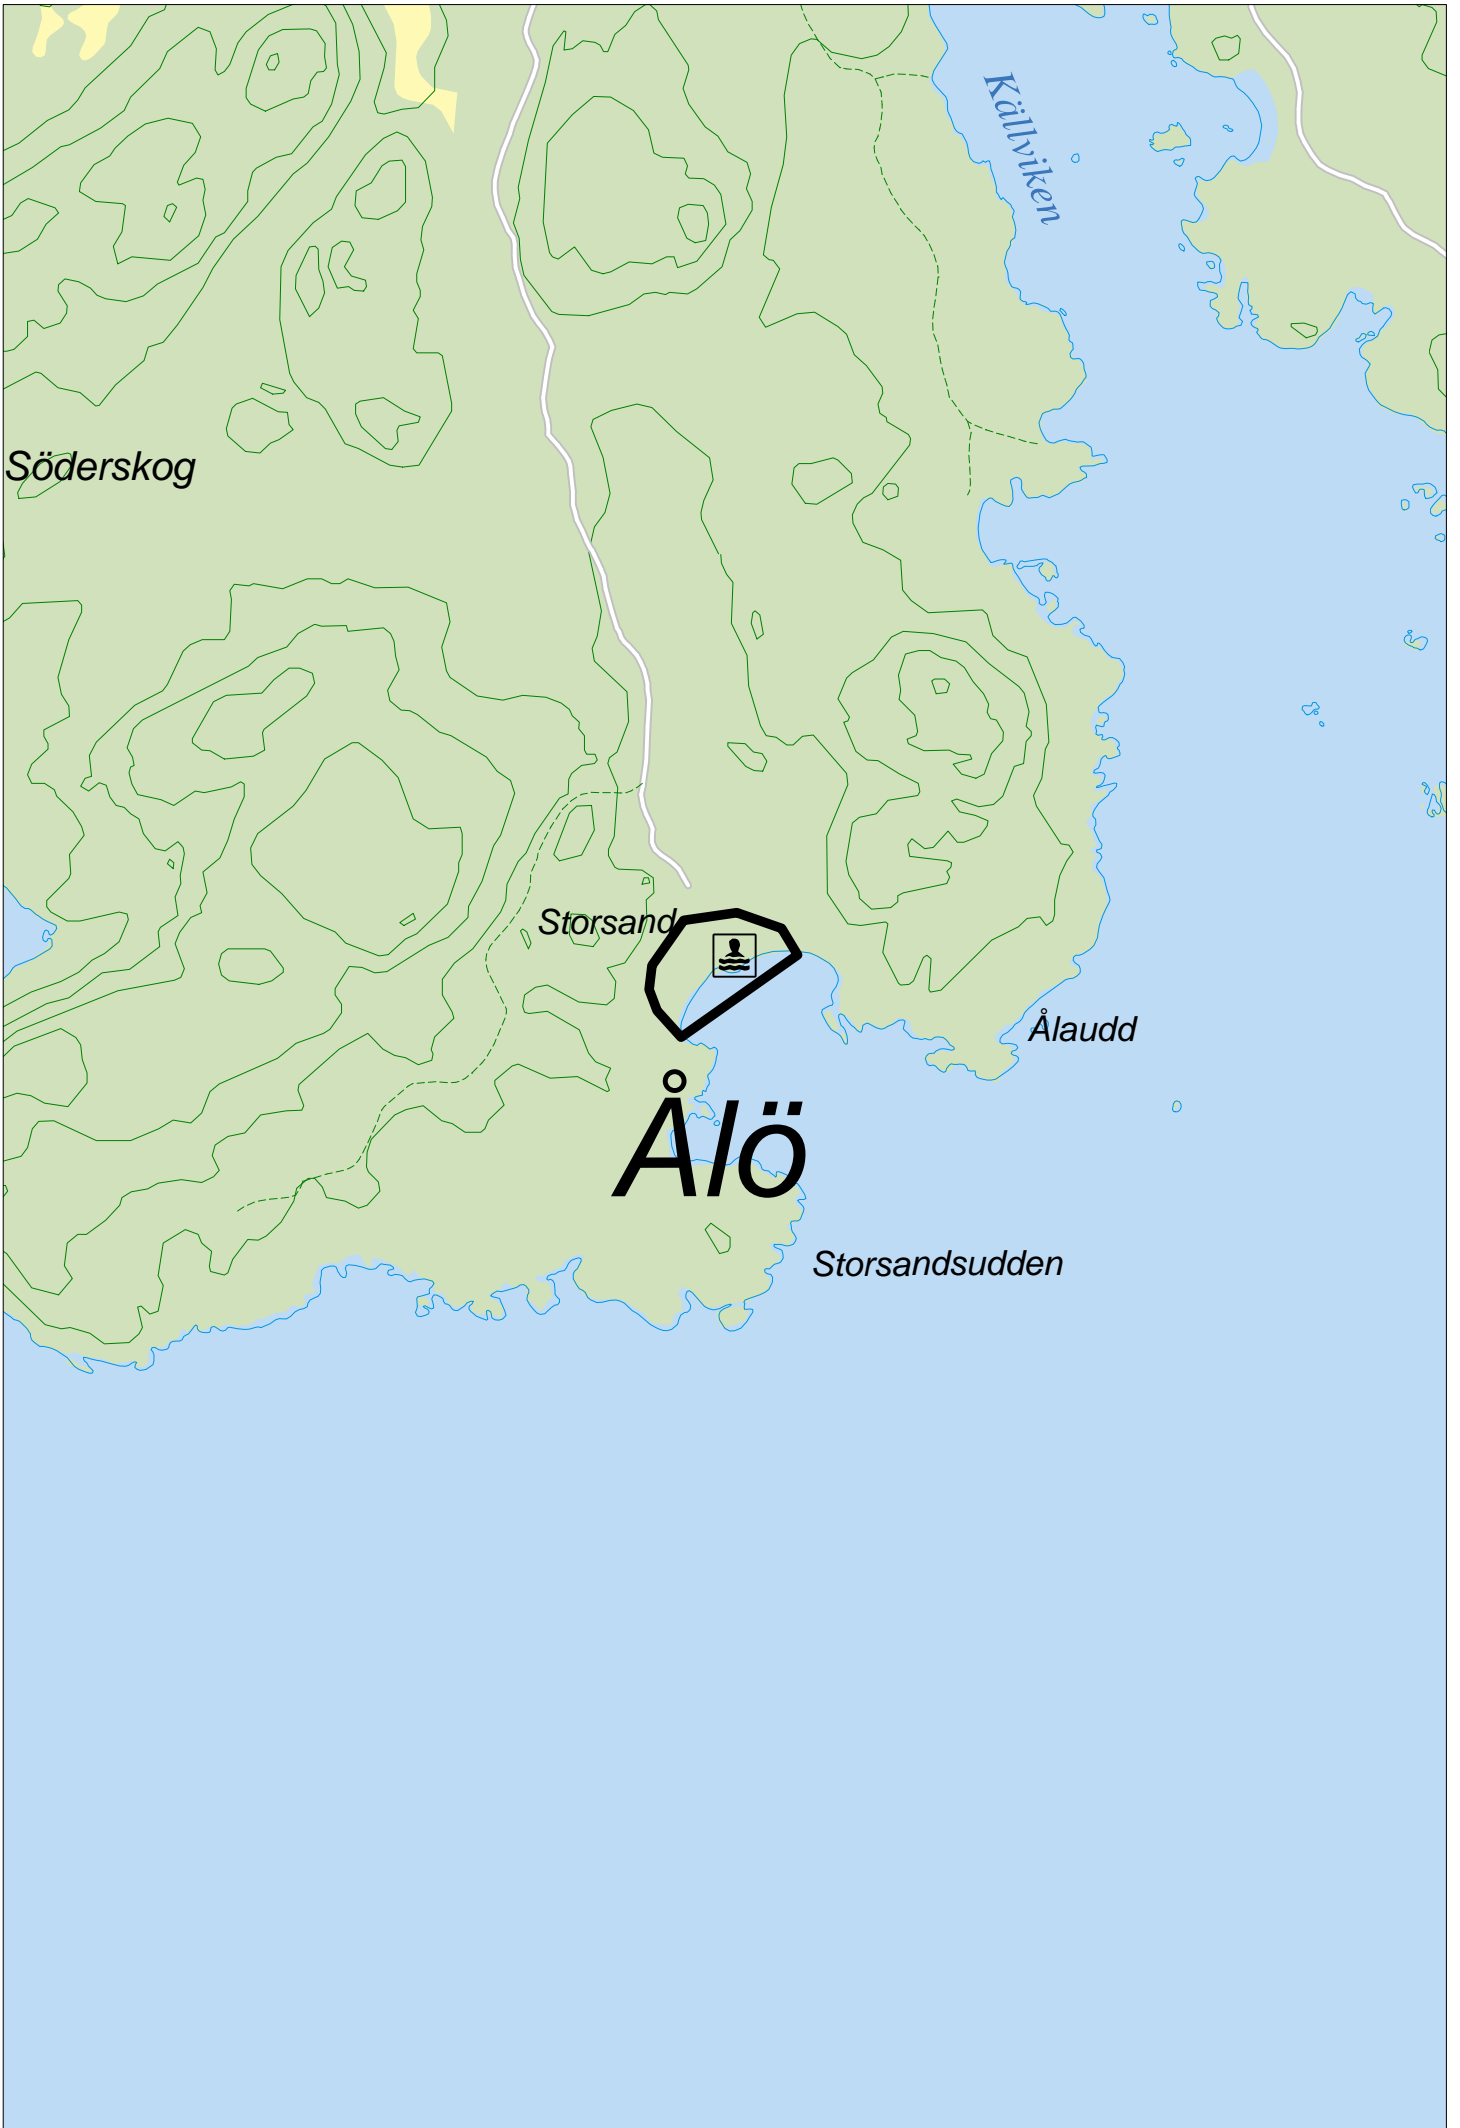 Källviken
Söderskog
Storsand
Ålaudd
Ålö
Storsandsudden